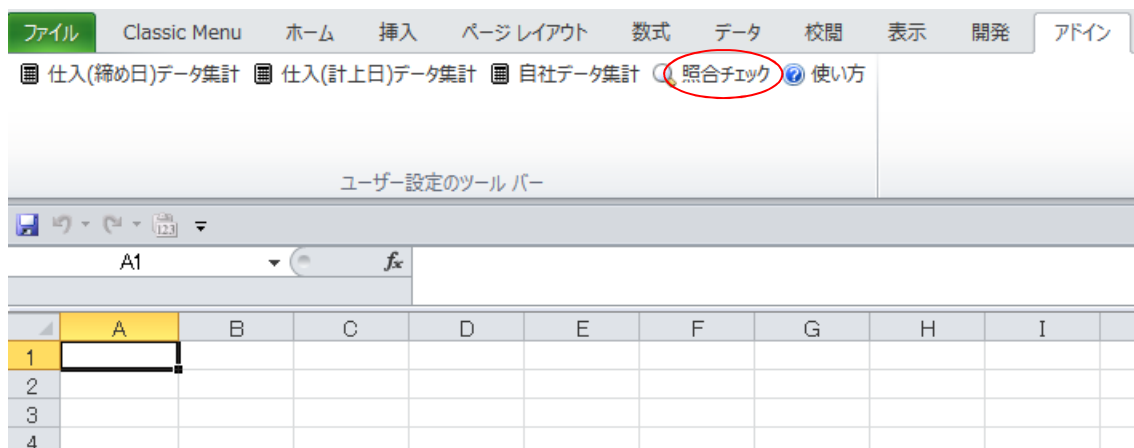 ファイル Classic Menu ホーム 挿入 ページ レイアウト 数式 データ 校閲 表示 開発 アドイン
仕入(締め日)データ集計 仕入(計上日)データ集計 自社データ集計 照合チェック 使い方
ユーザー設定のツール バー
123
A1 fx
A B C D E F G H I
1
2
3
4